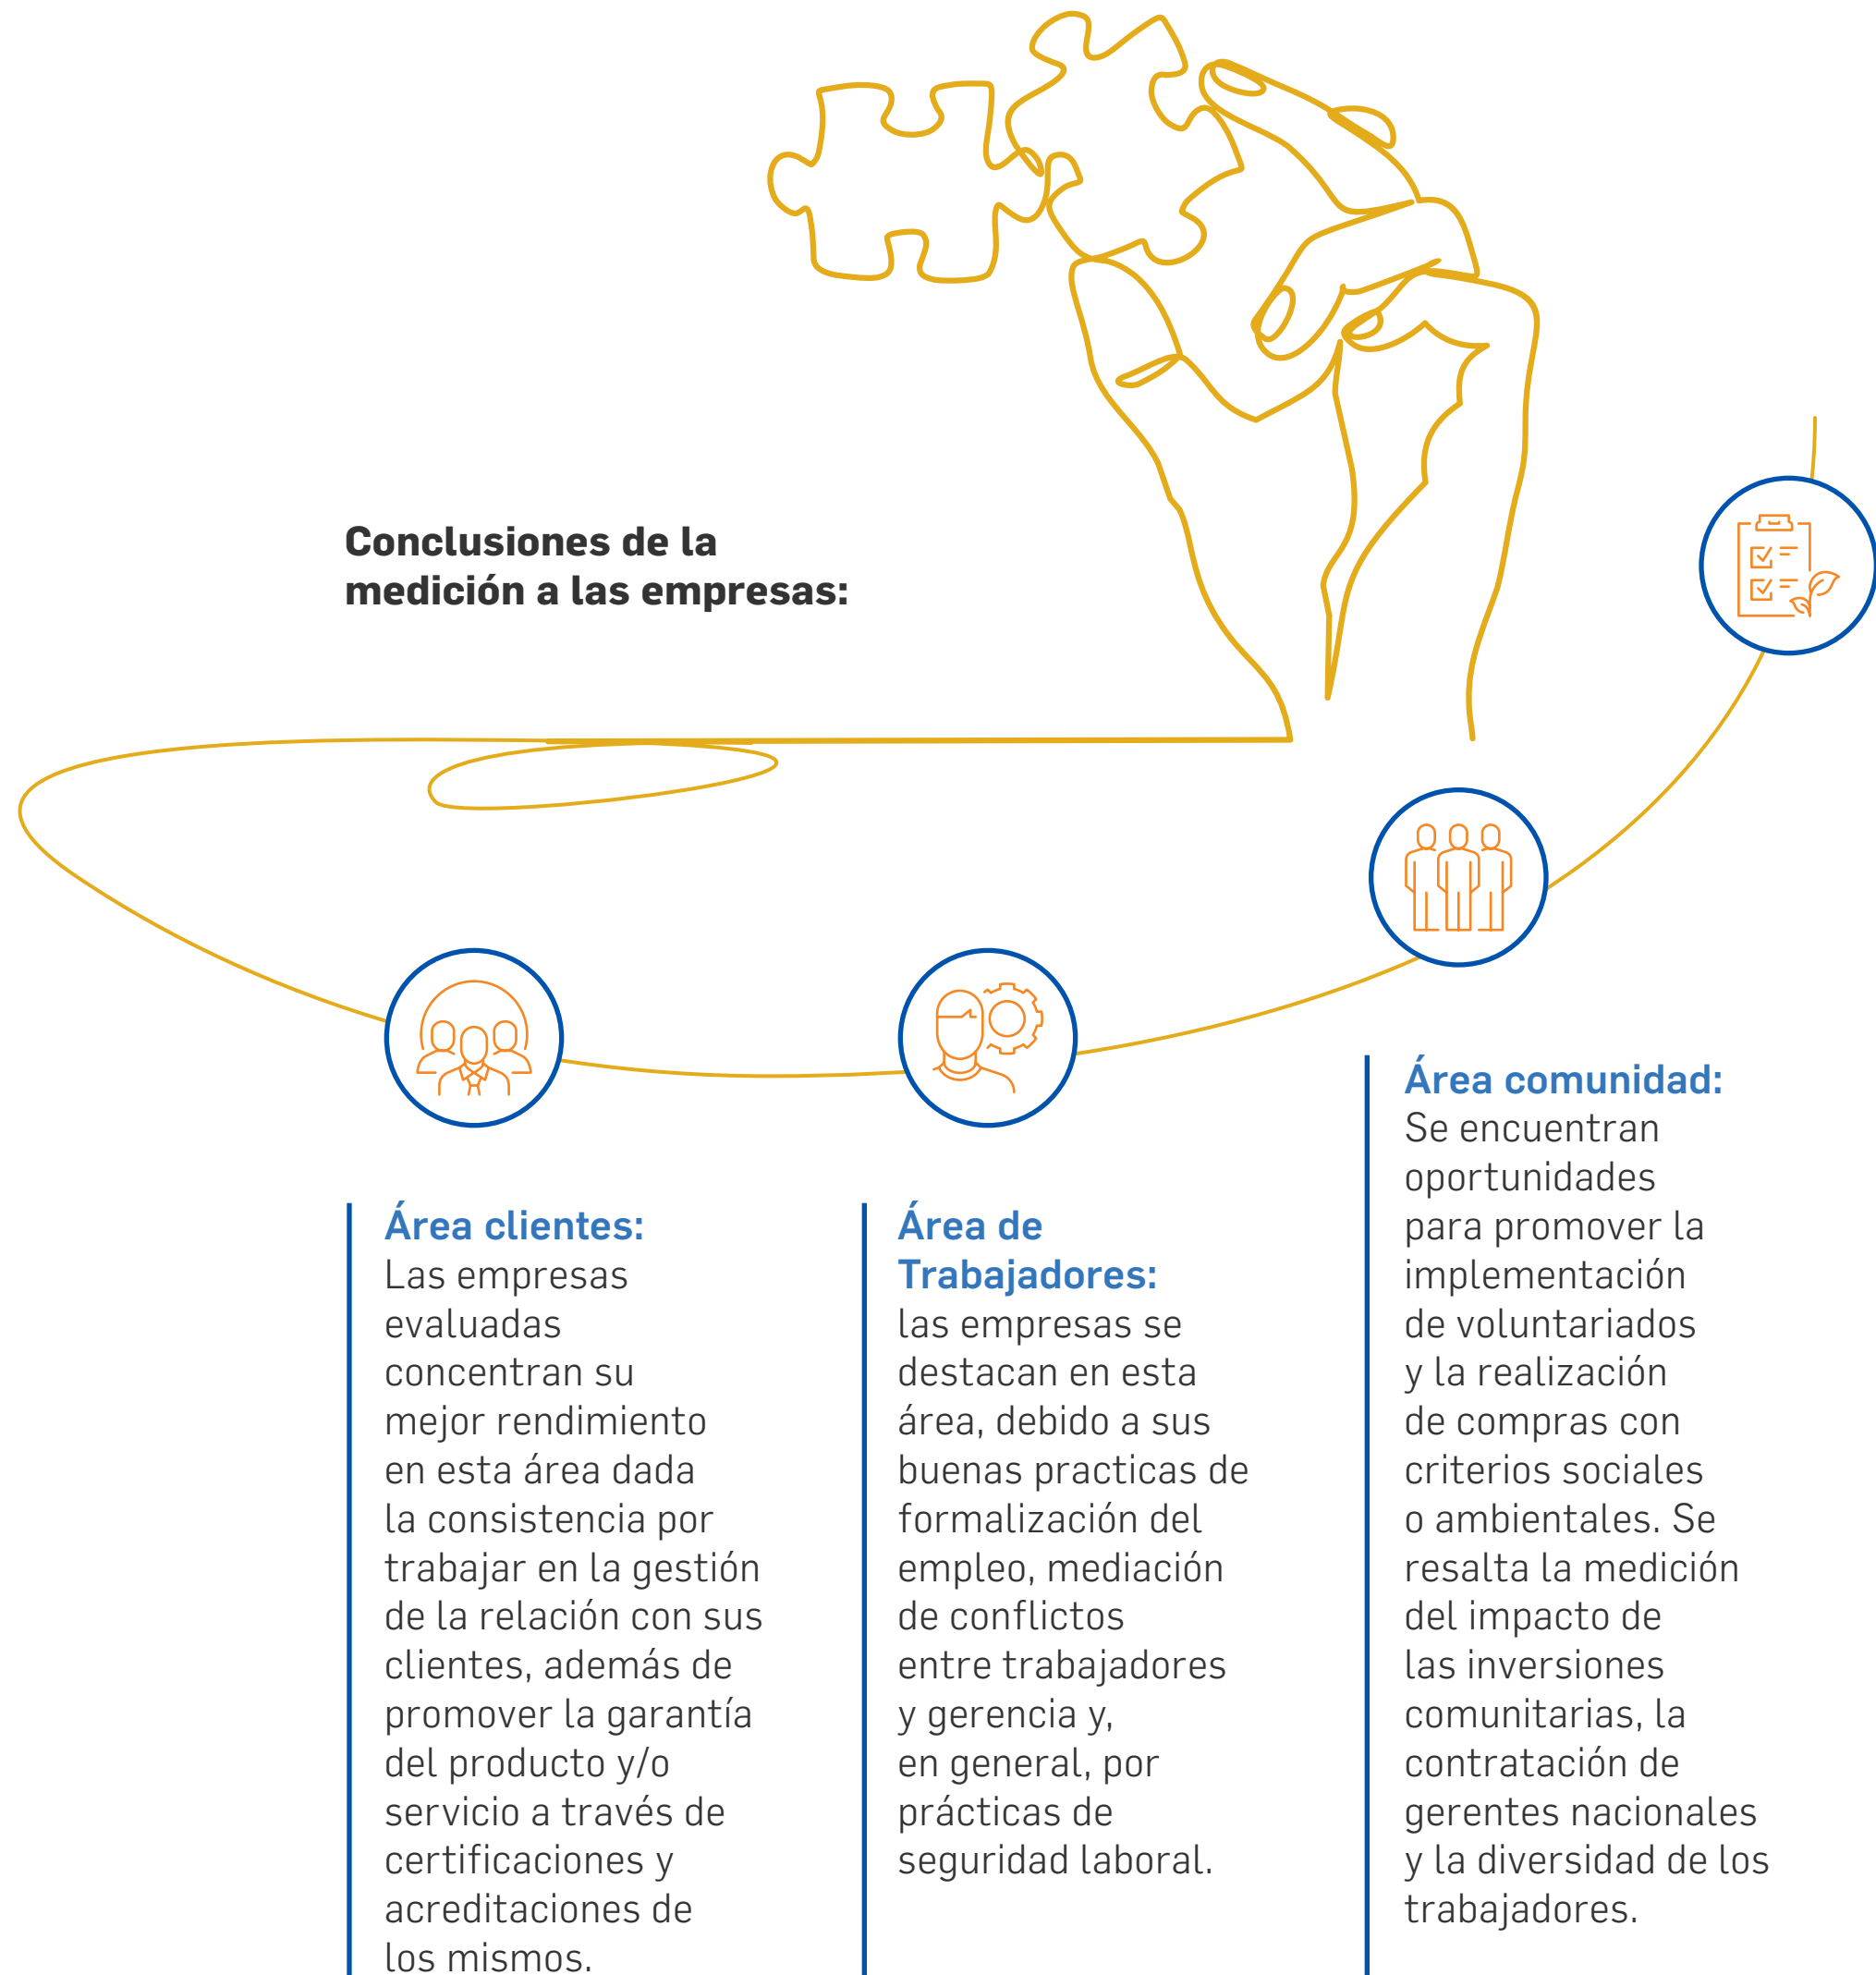 Conclusiones de la
medición a las empresas:
Área clientes:
Las empresas
evaluadas
concentran su
mejor rendimiento
en esta área dada
la consistencia por
trabajar en la gestión
de la relación con sus
clientes, además de
promover la garantía
del producto y/o
servicio a través de
certificaciones y
acreditaciones de
los mismos.
Área de
Trabajadores:
las empresas se
destacan en esta
área, debido a sus
buenas practicas de
formalización del
empleo, mediación
de conflictos
entre trabajadores
y gerencia y,
en general, por
prácticas de
seguridad laboral.
Área comunidad:
Se encuentran
oportunidades
para promover la
implementación
de voluntariados
y la realización
de compras con
criterios sociales
o ambientales. Se
resalta la medición
del impacto de
las inversiones
comunitarias, la
contratación de
gerentes nacionales
y la diversidad de los
trabajadores.